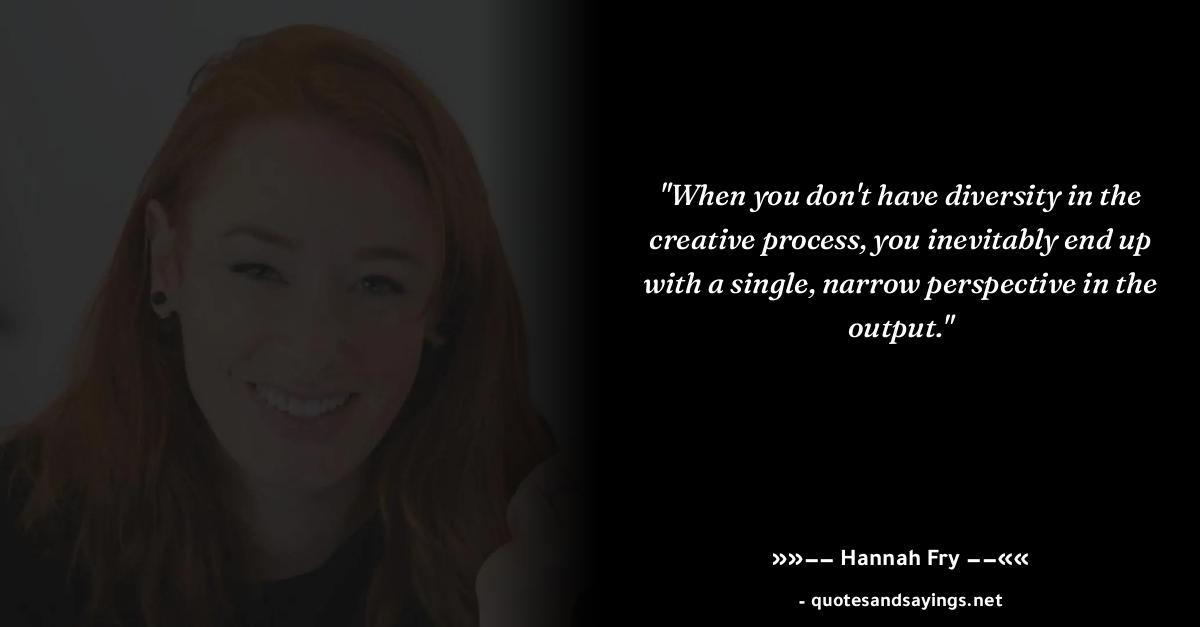 "When you don't have diversity in the
creative process, you inevitably end up
with a single, narrow perspective in the
output."
»»–– Hannah Fry ––««
- quotesandsayings.net